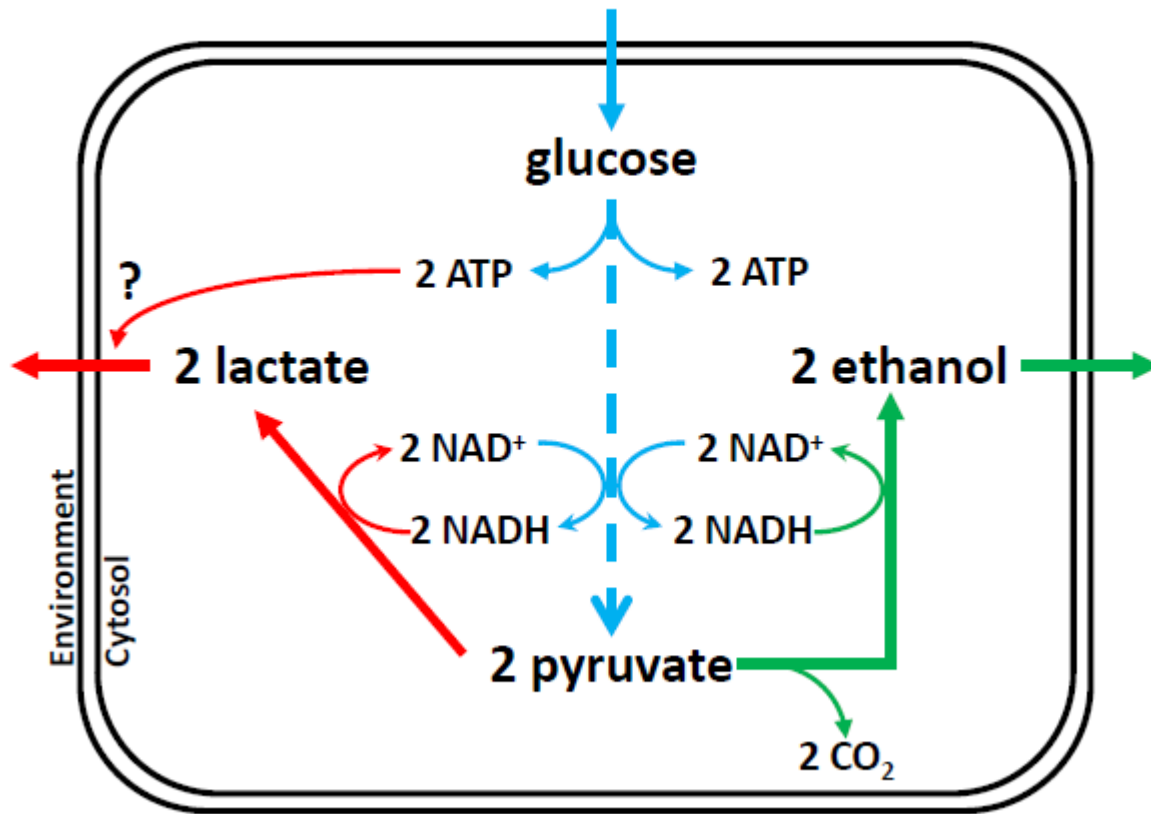 glucose
?
2 ATP
2 ATP
2 lactate
2 ethanol
2 NAD⁺
2 NAD⁺
2 NADH
2 NADH
Environment
Cytosol
2 pyruvate
2 CO₂